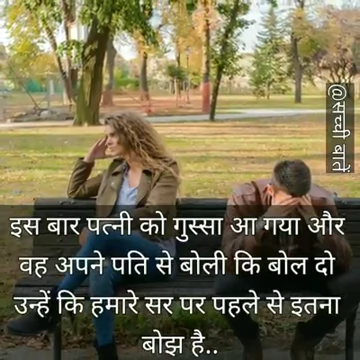 @सच्ची बातें
इस बार पत्नी को गुस्सा आ गया और
वह अपने पति से बोली कि बोल दो
उन्हें कि हमारे सर पर पहले से इतना
बोझ है..